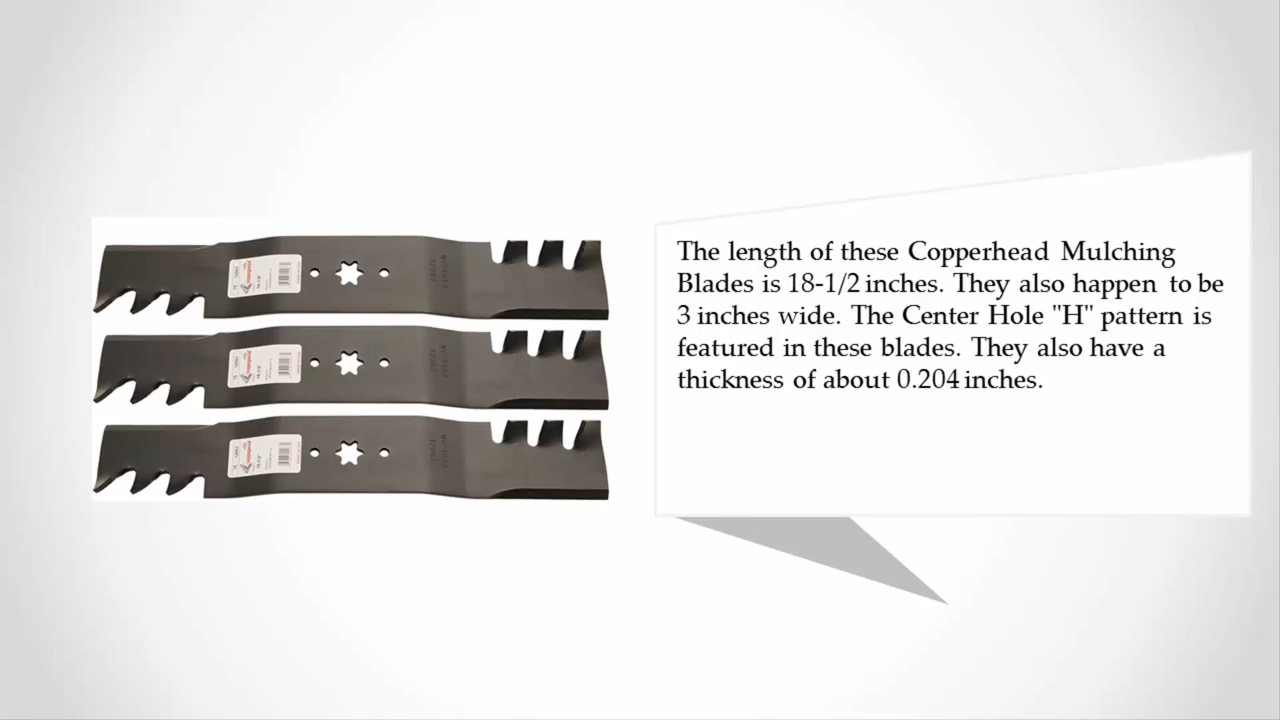 The length of these Copperhead Mulching
Blades is 18-1/2 inches. They also happen to be
3 inches wide. The Center Hole "H" pattern is
featured in these blades. They also have a
thickness of about 0.204 inches.